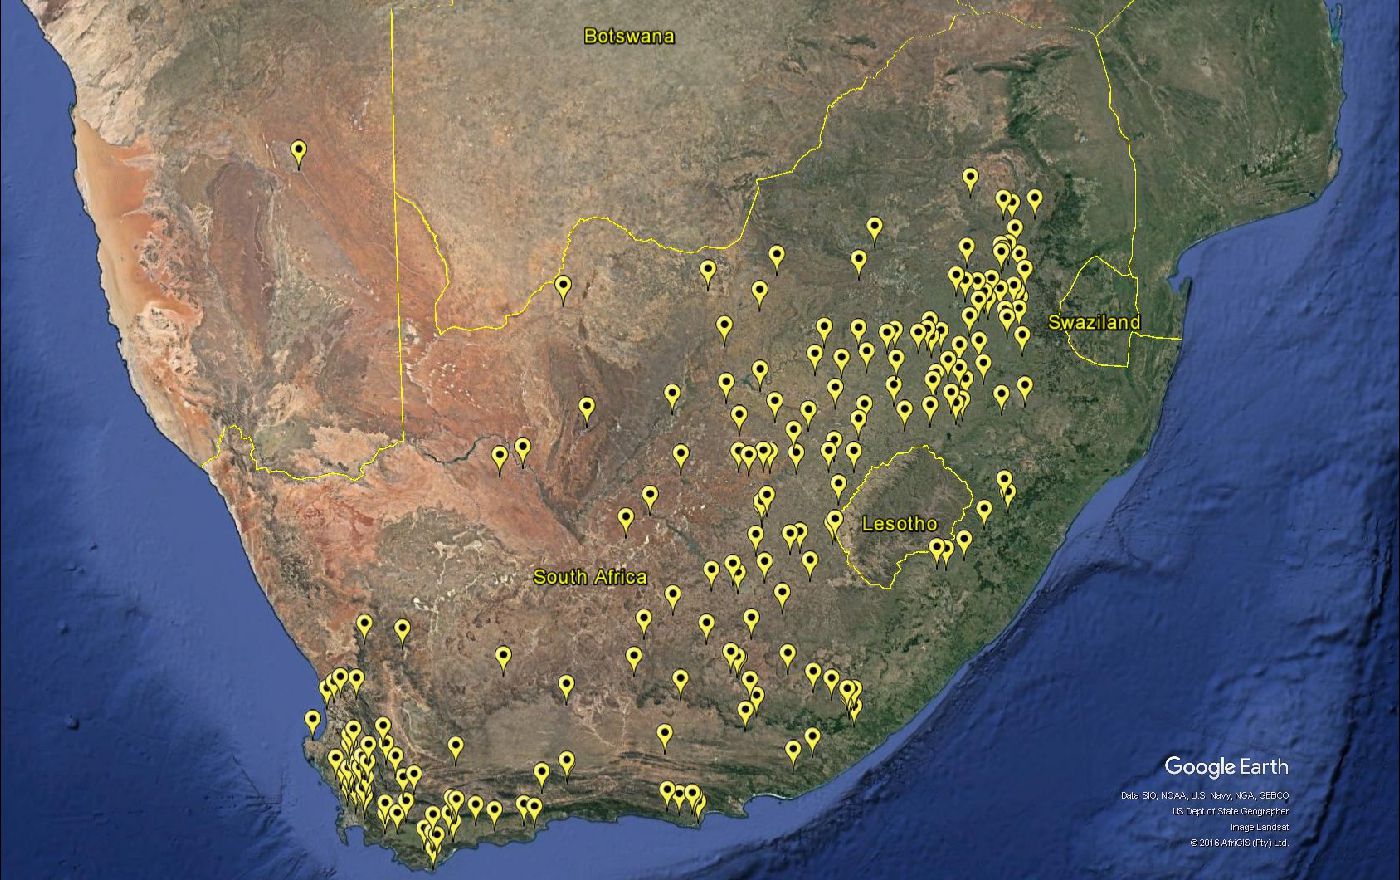 Botswana
Swaziland
Lesotho
South Africa
Google Earth
Data SIO, NOAA, U.S. Navy, NGA, GEBCO
US Dept of State Geographer
Image Landsat
© 2016 AfriGIS (Pty) Ltd.